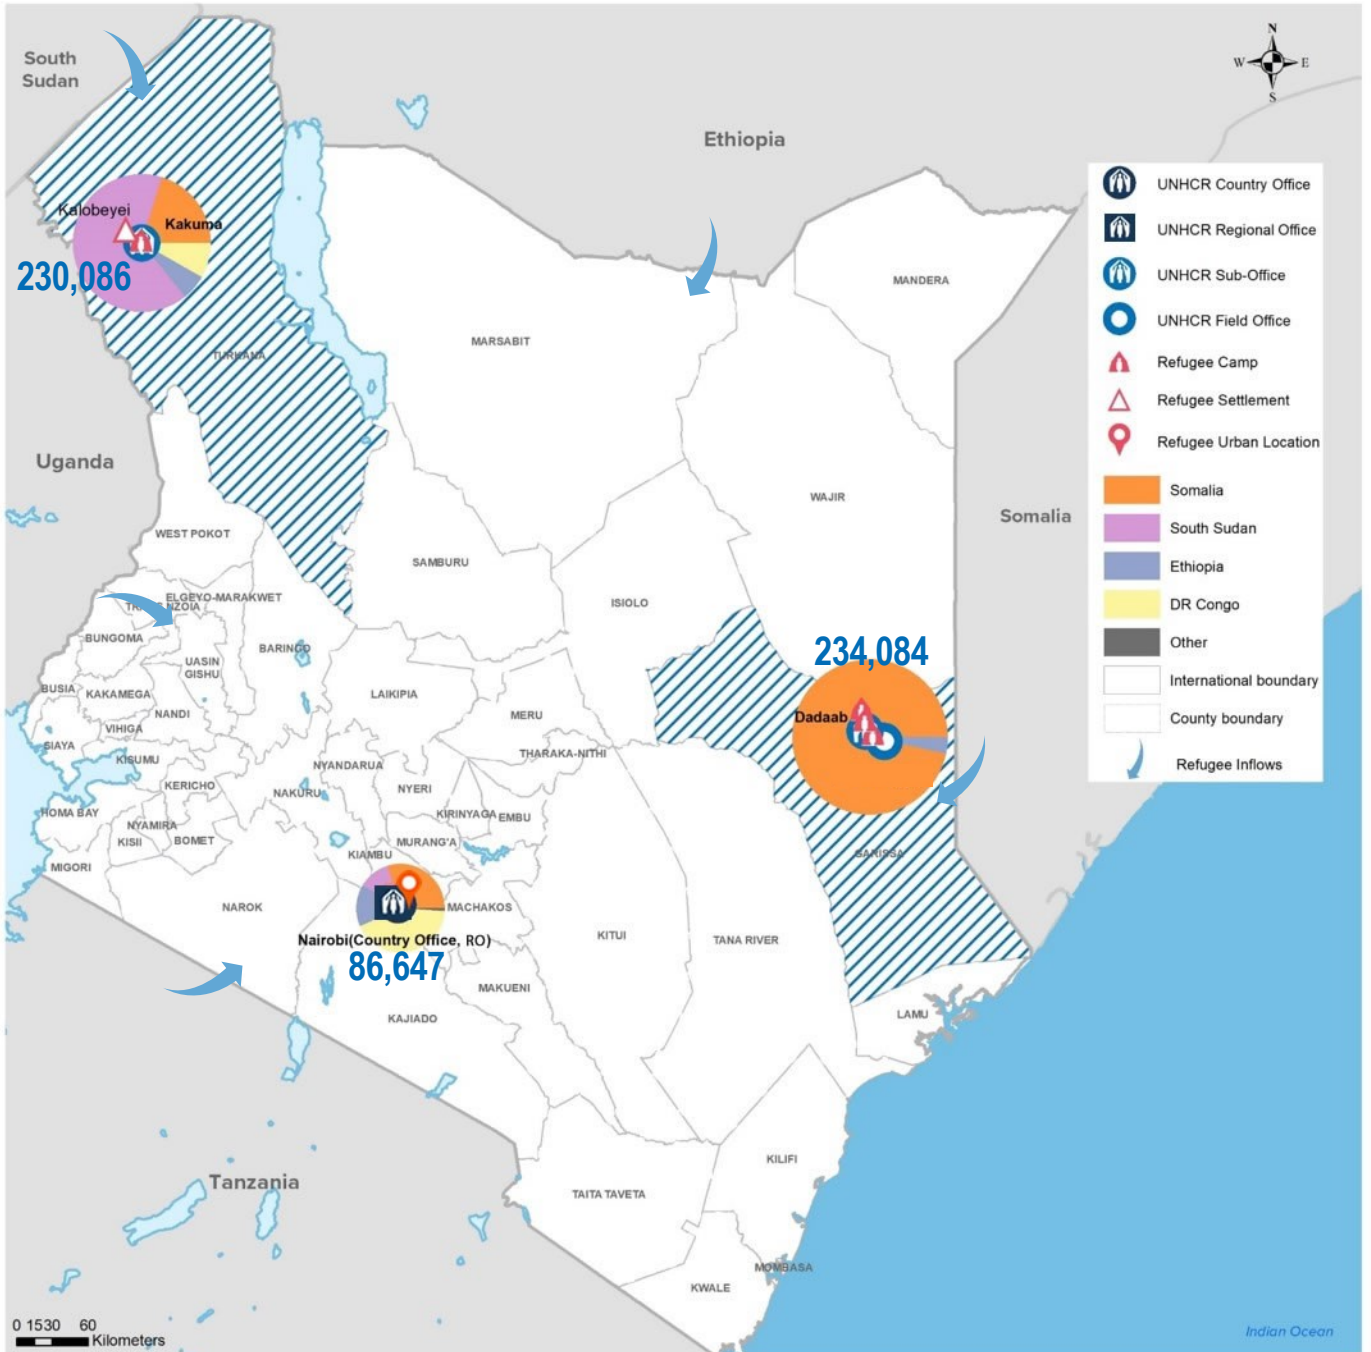 South
Sudan
N
W
E
S
Ethiopia
Kalobeyei
Kakuma
230,086
TURKANA
MARSABIT
MANDERA
Uganda
WAJIR
Somalia
WEST POKOT
SAMBURU
ISIOLO
ELGEYO-MARAKWET
NZOIA
BUNGOMA
UASIN
GISHU
BARINGO
234,084
BUSIA
KAKAMEGA
LAIKIPIA
NANDI
MERU
Dadaab
VIHIGA
SIAYA
KISUMU
NYANDARUA
THARAKA-NITHI
KERICHO
NAKURU
NYERI
HOMA BAY
NYAMIRA
KIRINYAGA
EMBU
KISII
BOMET
MURANG'A
KIAMBU
GARISSA
MIGORI
NAROK
MACHAKOS
KITUI
TANA RIVER
Nairobi(Country Office, RO)
86,647
MAKUENI
KAJIADO
LAMU
KILIFI
Tanzania
TAITA TAVETA
MOMBASA
KWALE
0 1530 60
Kilometers
Indian Ocean
UNHCR Country Office
UNHCR Regional Office
UNHCR Sub-Office
UNHCR Field Office
Refugee Camp
Refugee Settlement
Refugee Urban Location
Somalia
South Sudan
Ethiopia
DR Congo
Other
International boundary
County boundary
Refugee Inflows